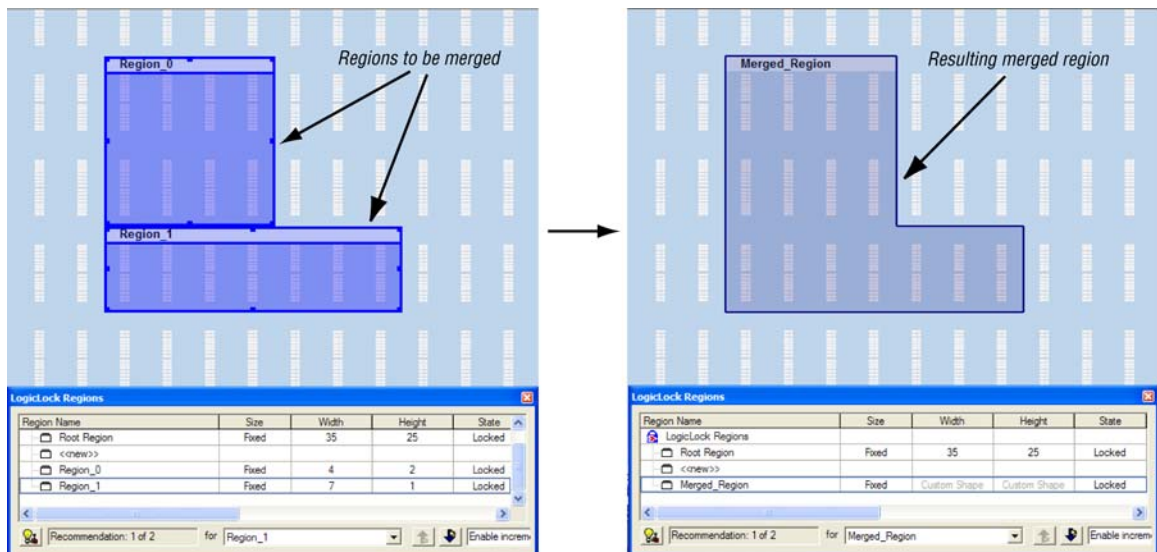 Region_0
Regions to be merged
Region_1
Merged_Region
Resulting merged region
LogicLock Regions
Region Name Size Width Height State
Root Region Fixed 35 25 Locked
<<new>>
Region_0 Fixed 4 2 Locked
Region_1 Fixed 7 1 Locked
Recommendation: 1 of 2 for Region_1 Enable increm
LogicLock Regions
Region Name Size Width Height State
LogicLock Regions
Root Region Fixed 35 25 Locked
<<new>>
Merged_Region Fixed Custom Shape Custom Shape Locked
Recommendation: 1 of 2 for Merged_Region Enable increm